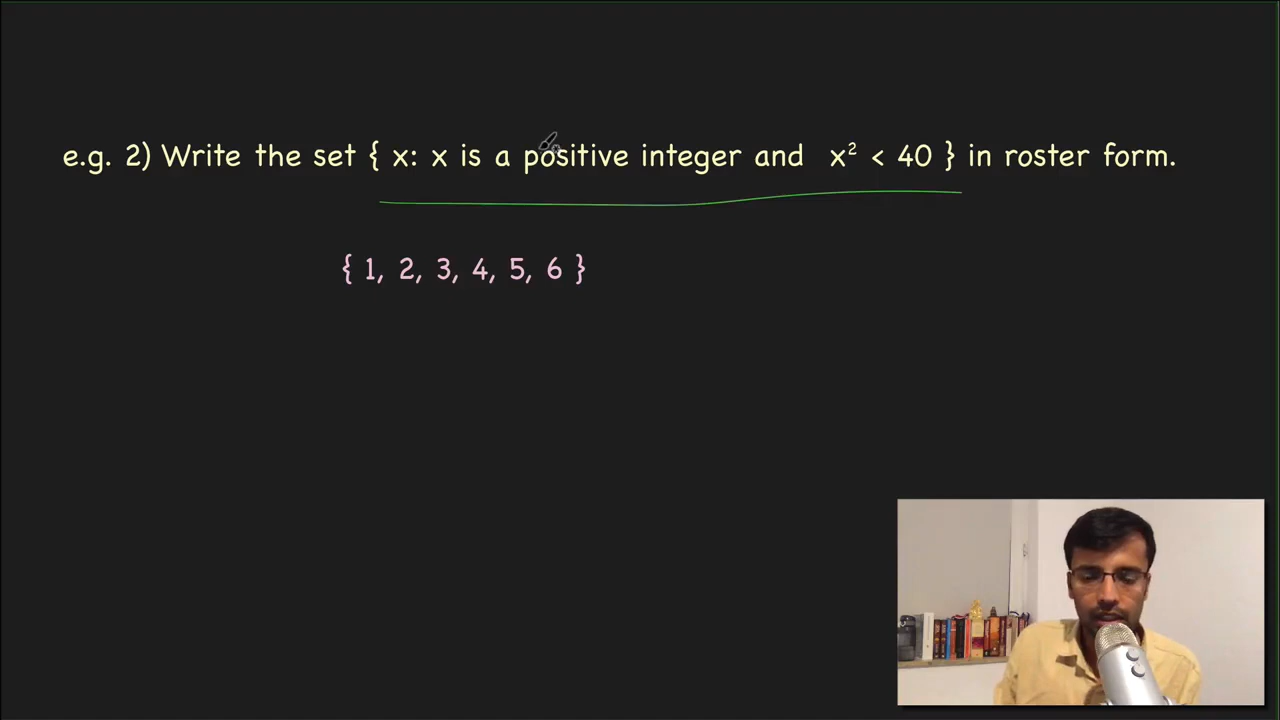 e.g. 2) Write the set { x: x is a positive integer and x² < 40 } in roster form.
{ 1, 2, 3, 4, 5, 6 }